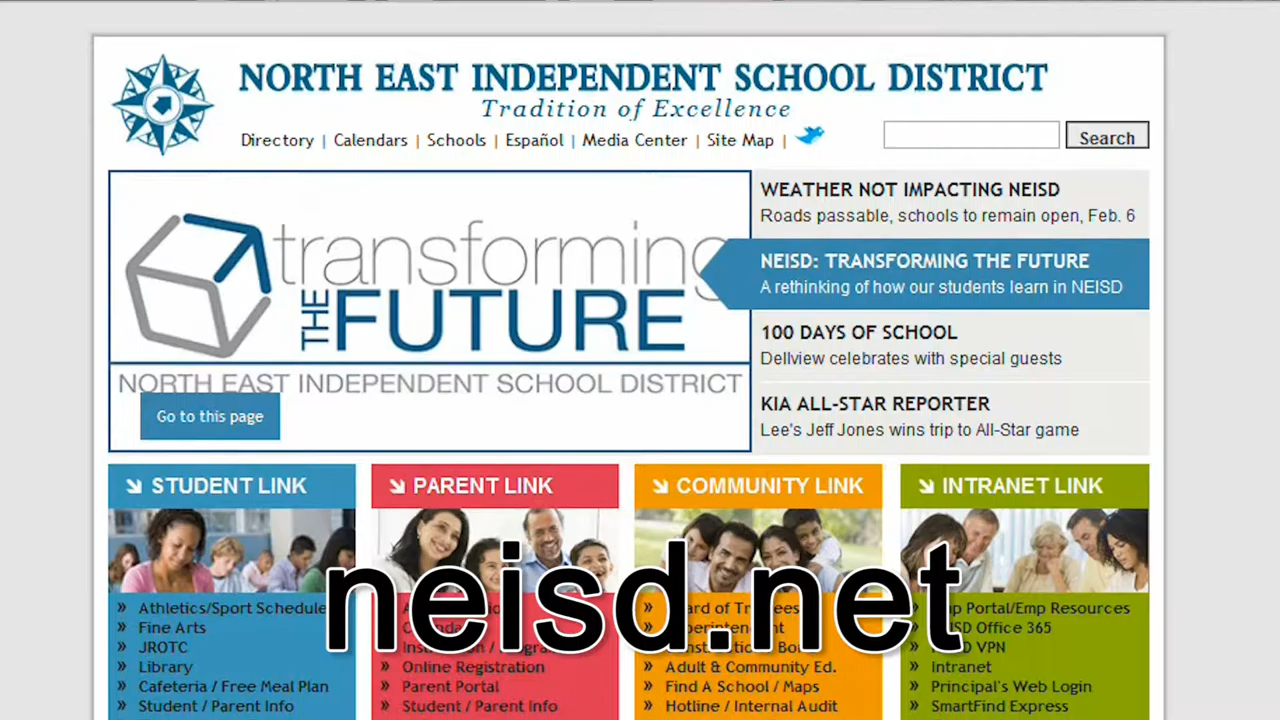 NORTH EAST INDEPENDENT SCHOOL DISTRICT
Tradition of Excellence
Directory | Calendars | Schools | Español | Media Center | Site Map |
Search
transforming
THE FUTURE
NORTH EAST INDEPENDENT SCHOOL DISTRICT
Go to this page
WEATHER NOT IMPACTING NEISD
Roads passable, schools to remain open, Feb. 6
NEISD: TRANSFORMING THE FUTURE
A rethinking of how our students learn in NEISD
100 DAYS OF SCHOOL
Dellview celebrates with special guests
KIA ALL-STAR REPORTER
Lee's Jeff Jones wins trip to All-Star game
STUDENT LINK
» Athletics/Sport Schedule
» Fine Arts
» JROTC
» Library
» Cafeteria / Free Meal Plan
» Student / Parent Info
PARENT LINK
» Online Registration
» Parent Portal
» Student / Parent Info
COMMUNITY LINK
» Adult & Community Ed.
» Find A School / Maps
» Hotline / Internal Audit
INTRANET LINK
Portal/Emp Resources
Office 365
VPN
» Intranet
» Principal's Web Login
» SmartFind Express
neisd.net